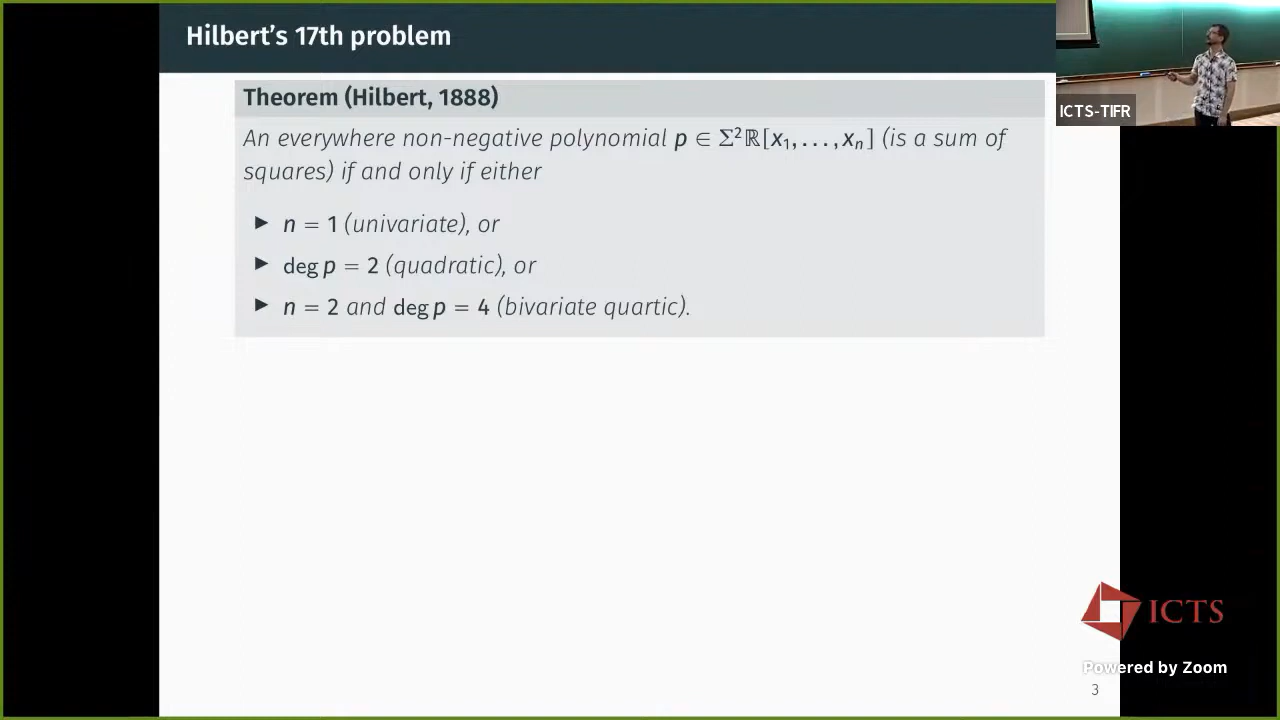 Hilbert's 17th problem
Theorem (Hilbert, 1888)
An everywhere non-negative polynomial p ∈ Σ²ℝ[x₁, . . . , xₙ] (is a sum of
squares) if and only if either
▶ n = 1 (univariate), or
▶ deg p = 2 (quadratic), or
▶ n = 2 and deg p = 4 (bivariate quartic).
ICTS-TIFR
ICTS
Powered by Zoom
3